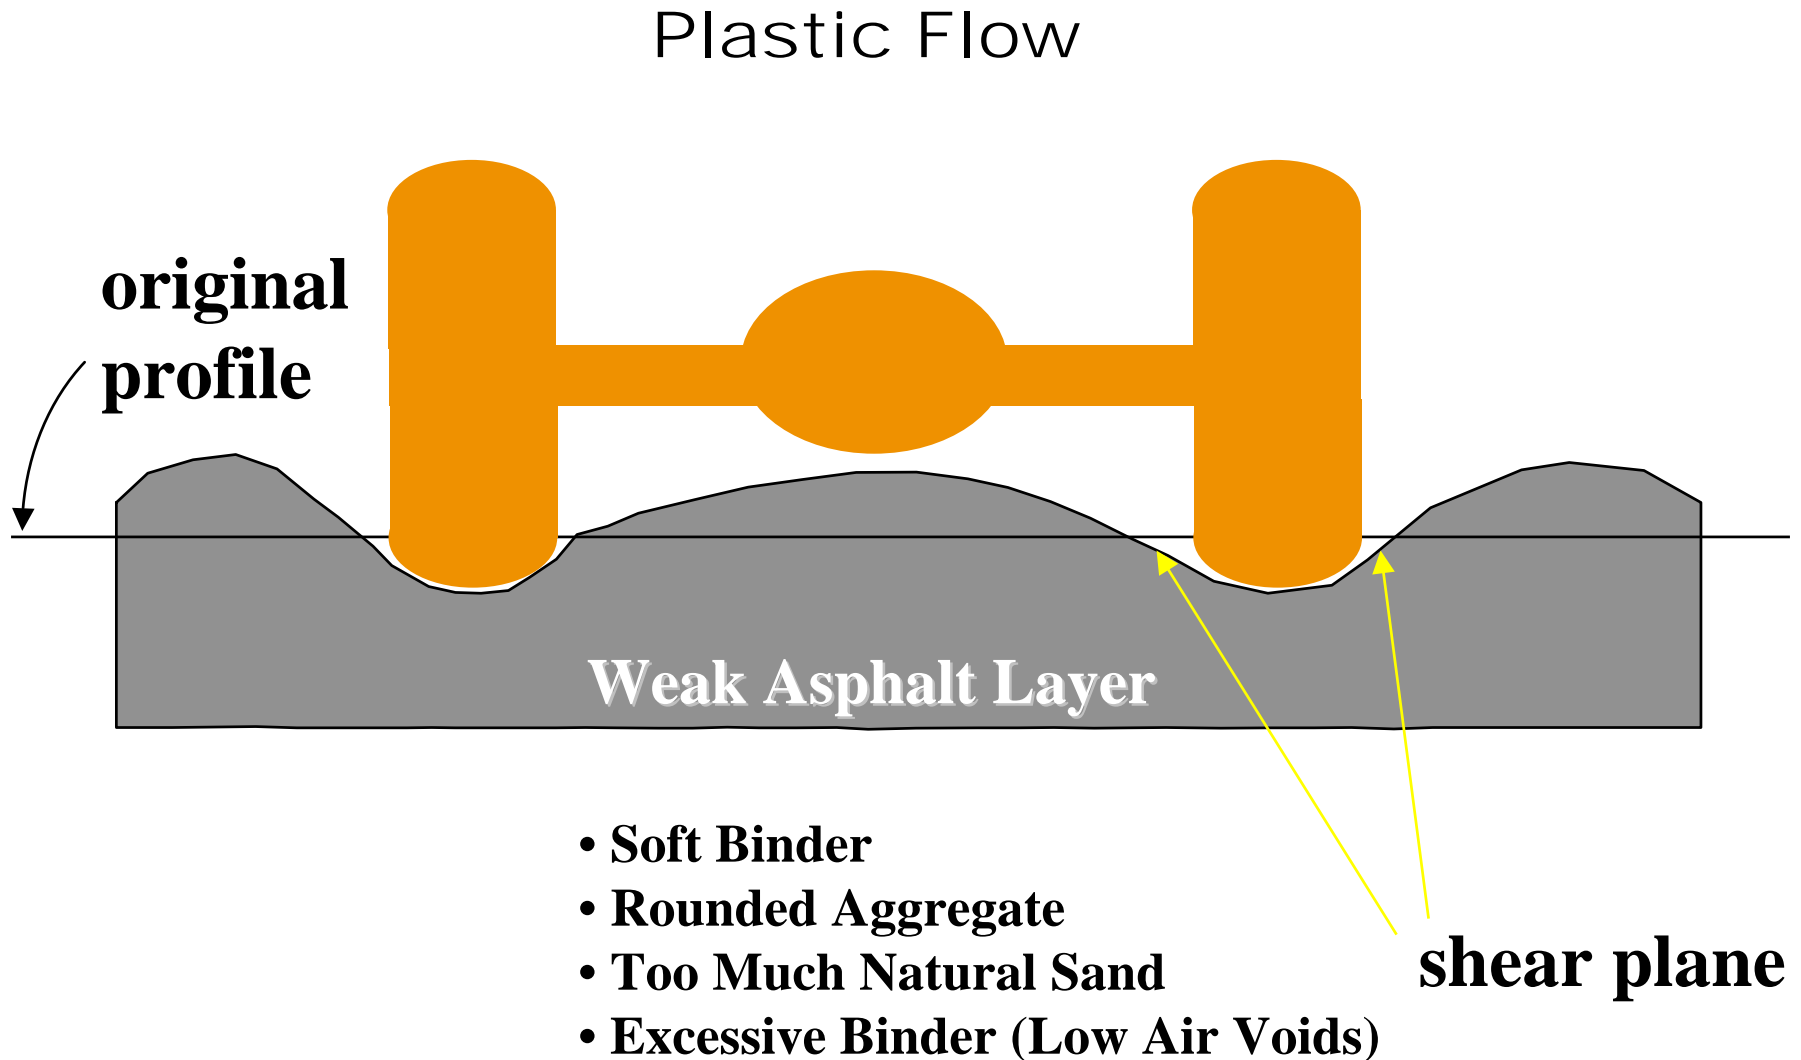 Plastic Flow
original
profile
Weak Asphalt Layer
• Soft Binder
• Rounded Aggregate
• Too Much Natural Sand
• Excessive Binder (Low Air Voids)
shear plane